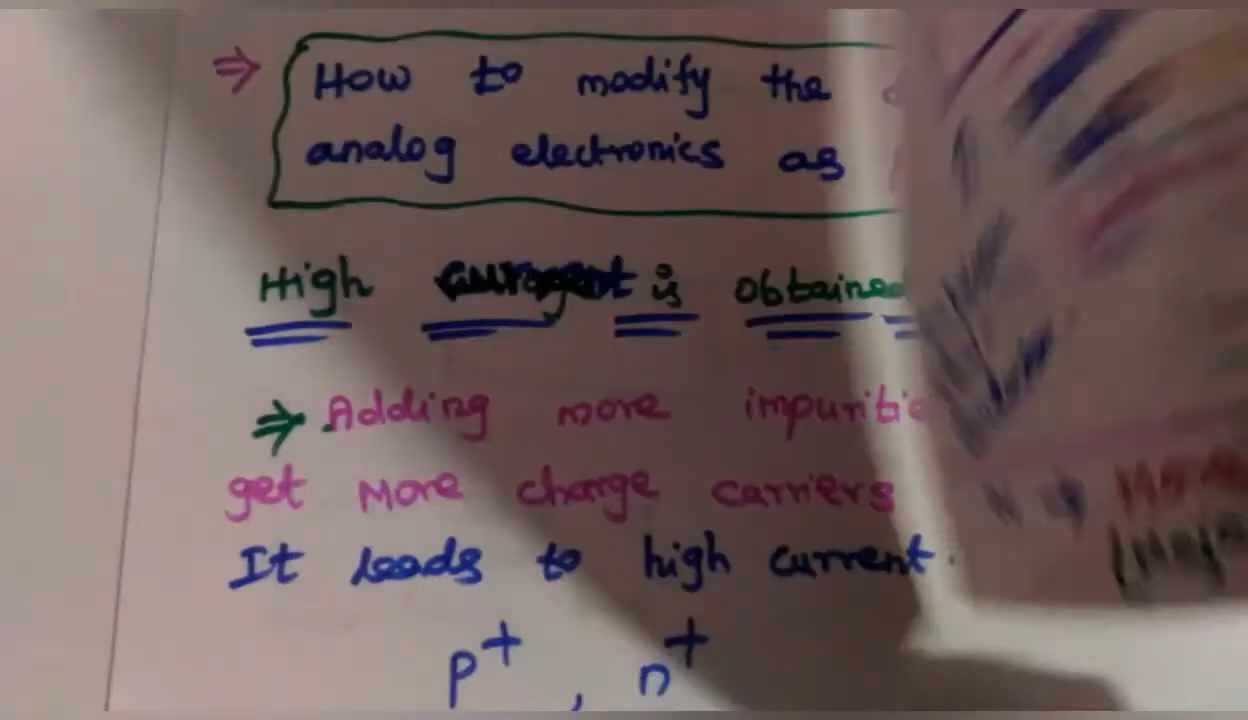 ⇒ How to modify the
analog electronics as
High current is obtained
⇒ Adding more impuritie
get More charge carriers
It leads to high current.
p+ , n+